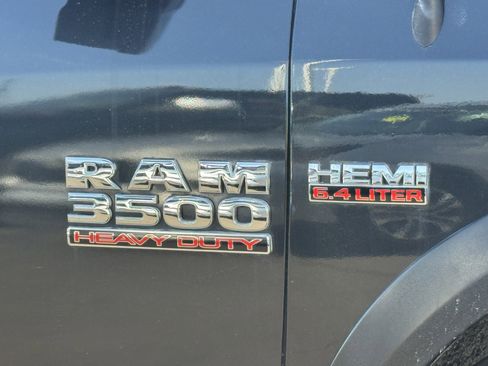 RAM
3500
HEAVY DUTY
HEMI
6.4 LITER